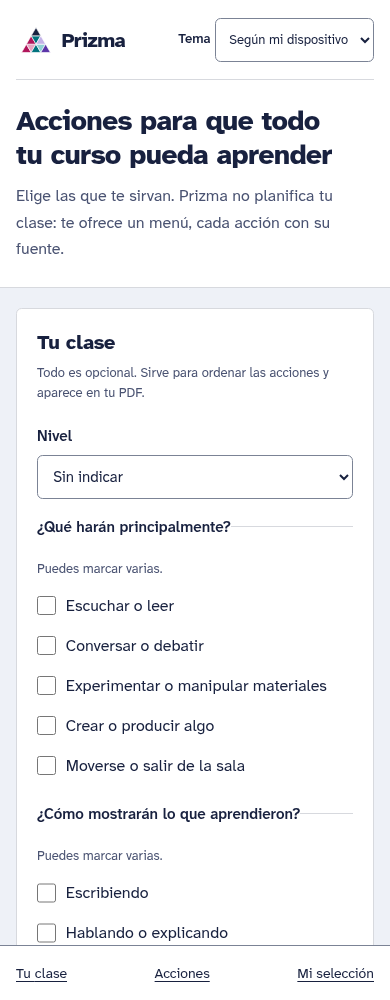 Prizma
Tema
Según mi dispositivo
Acciones para que todo
tu curso pueda aprender
Elige las que te sirvan. Prizma no planifica tu
clase: te ofrece un menú, cada acción con su
fuente.
Tu clase
Todo es opcional. Sirve para ordenar las acciones y
aparece en tu PDF.
Nivel
Sin indicar
¿Qué harán principalmente?
Puedes marcar varias.
Escuchar o leer
Conversar o debatir
Experimentar o manipular materiales
Crear o producir algo
Moverse o salir de la sala
¿Cómo mostrarán lo que aprendieron?
Puedes marcar varias.
Escribiendo
Hablando o explicando
Tu clase
Acciones
Mi selección